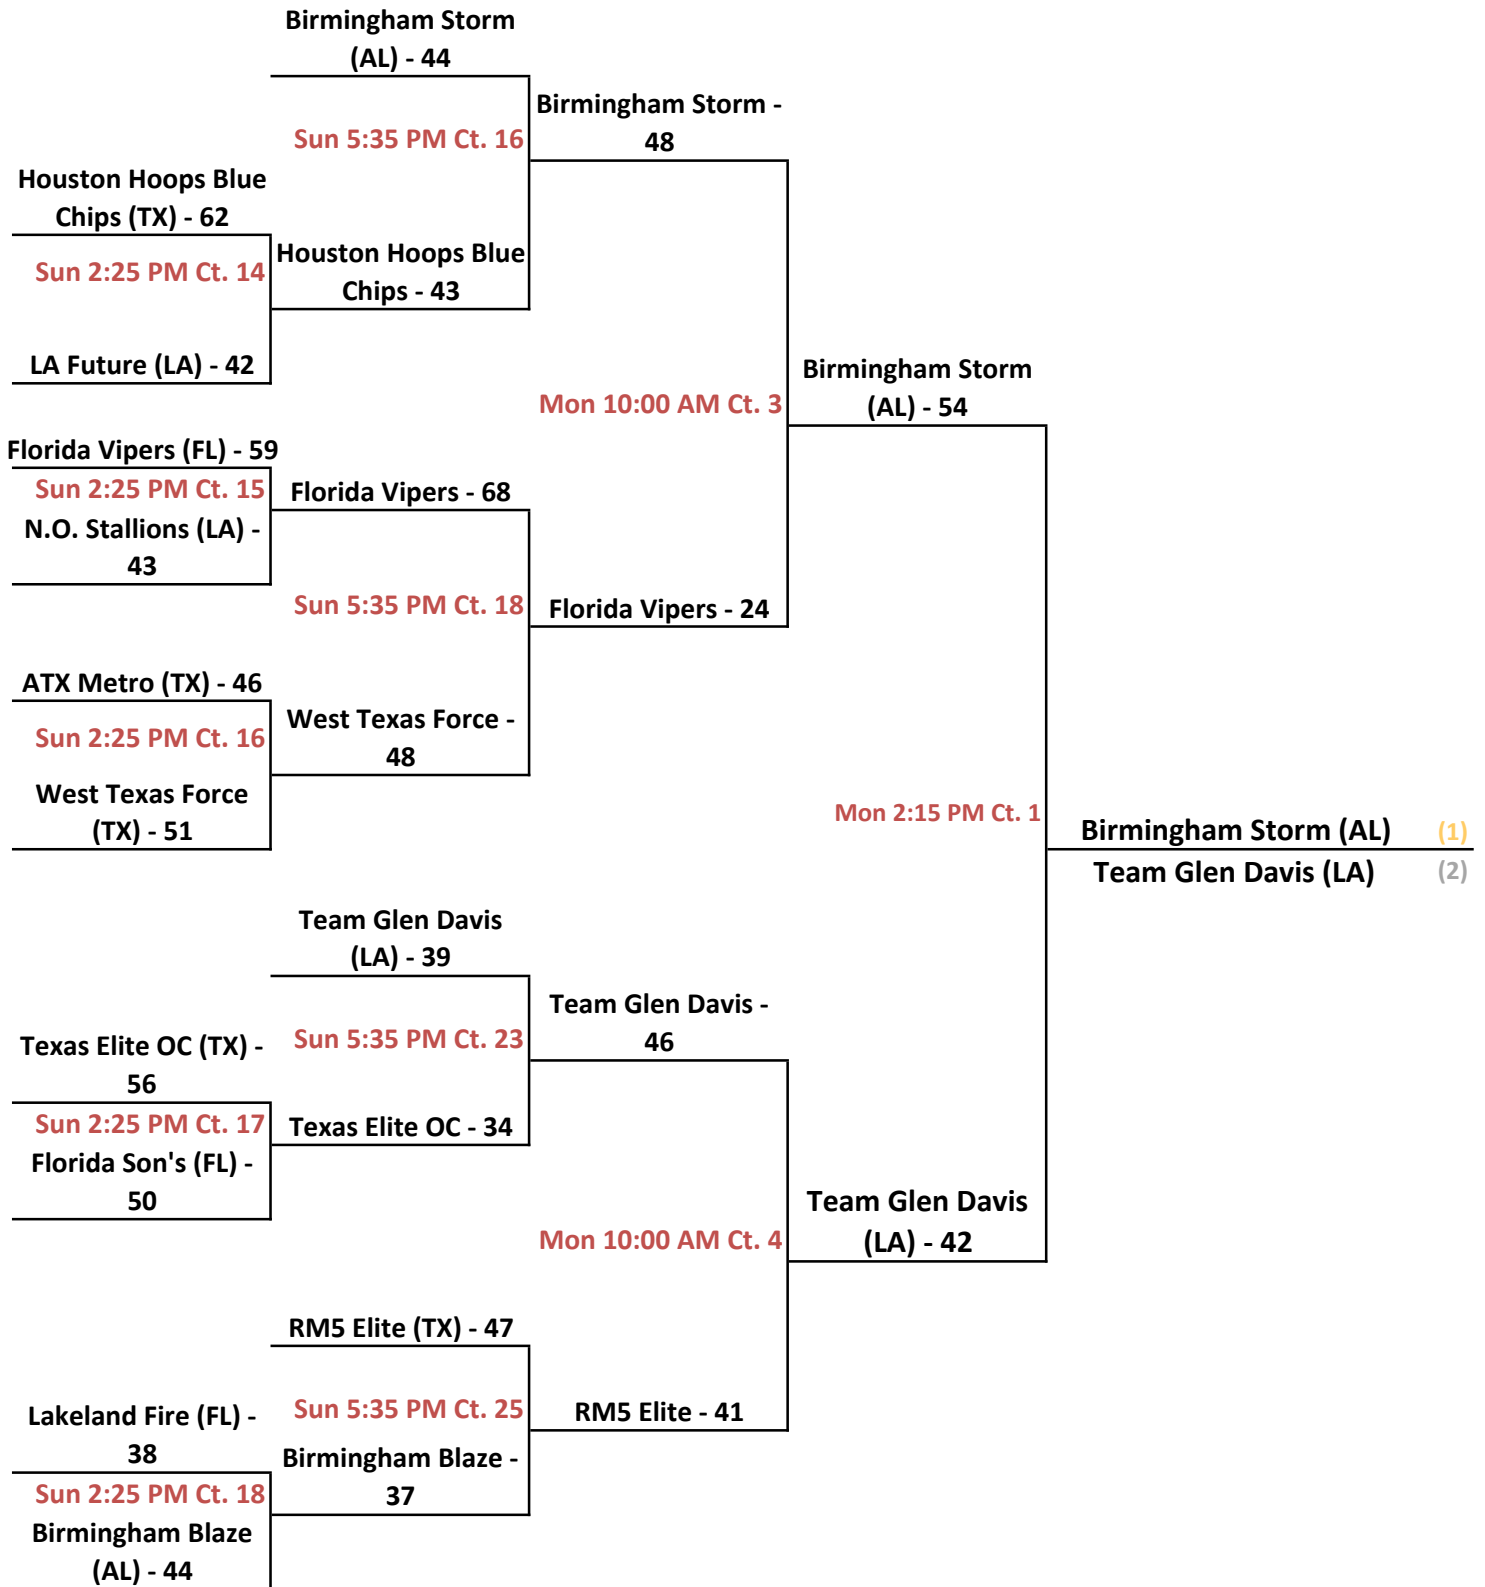 Birmingham Storm
(AL) - 44
Birmingham Storm -
48
Sun 5:35 PM Ct. 16
Houston Hoops Blue
Chips (TX) - 62
Houston Hoops Blue
Chips - 43
Sun 2:25 PM Ct. 14
LA Future (LA) - 42
Birmingham Storm
(AL) - 54
Mon 10:00 AM Ct. 3
Florida Vipers (FL) - 59
Sun 2:25 PM Ct. 15
Florida Vipers - 68
N.O. Stallions (LA) -
43
Sun 5:35 PM Ct. 18
Florida Vipers - 24
ATX Metro (TX) - 46
West Texas Force -
48
Sun 2:25 PM Ct. 16
West Texas Force
(TX) - 51
Mon 2:15 PM Ct. 1
Birmingham Storm (AL) (1)
Team Glen Davis (LA) (2)
Team Glen Davis
(LA) - 39
Team Glen Davis -
46
Sun 5:35 PM Ct. 23
Texas Elite OC (TX) -
56
Sun 2:25 PM Ct. 17
Texas Elite OC - 34
Florida Son's (FL) -
50
Team Glen Davis
(LA) - 42
Mon 10:00 AM Ct. 4
RM5 Elite (TX) - 47
Sun 5:35 PM Ct. 25
RM5 Elite - 41
Lakeland Fire (FL) -
38
Birmingham Blaze -
37
Sun 2:25 PM Ct. 18
Birmingham Blaze
(AL) - 44